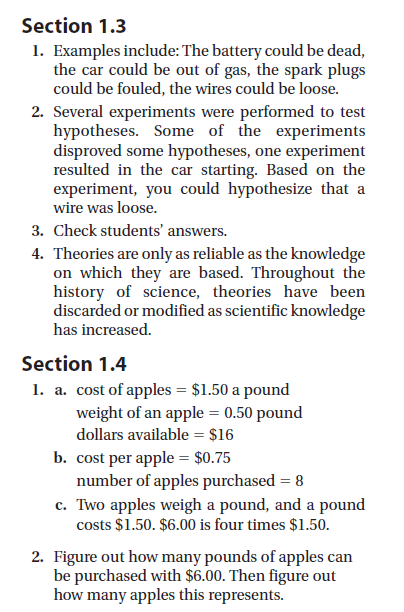 Section 1.3
1. Examples include: The battery could be dead,
the car could be out of gas, the spark plugs
could be fouled, the wires could be loose.
2. Several experiments were performed to test
hypotheses. Some of the experiments
disproved some hypotheses, one experiment
resulted in the car starting. Based on the
experiment, you could hypothesize that a
wire was loose.
3. Check students’ answers.
4. Theories are only as reliable as the knowledge
on which they are based. Throughout the
history of science, theories have been
discarded or modified as scientific knowledge
has increased.
Section 1.4
1. a. cost of apples = $1.50 a pound
weight of an apple = 0.50 pound
dollars available = $16
b. cost per apple = $0.75
number of apples purchased = 8
c. Two apples weigh a pound, and a pound
costs $1.50. $6.00 is four times $1.50.
2. Figure out how many pounds of apples can
be purchased with $6.00. Then figure out
how many apples this represents.